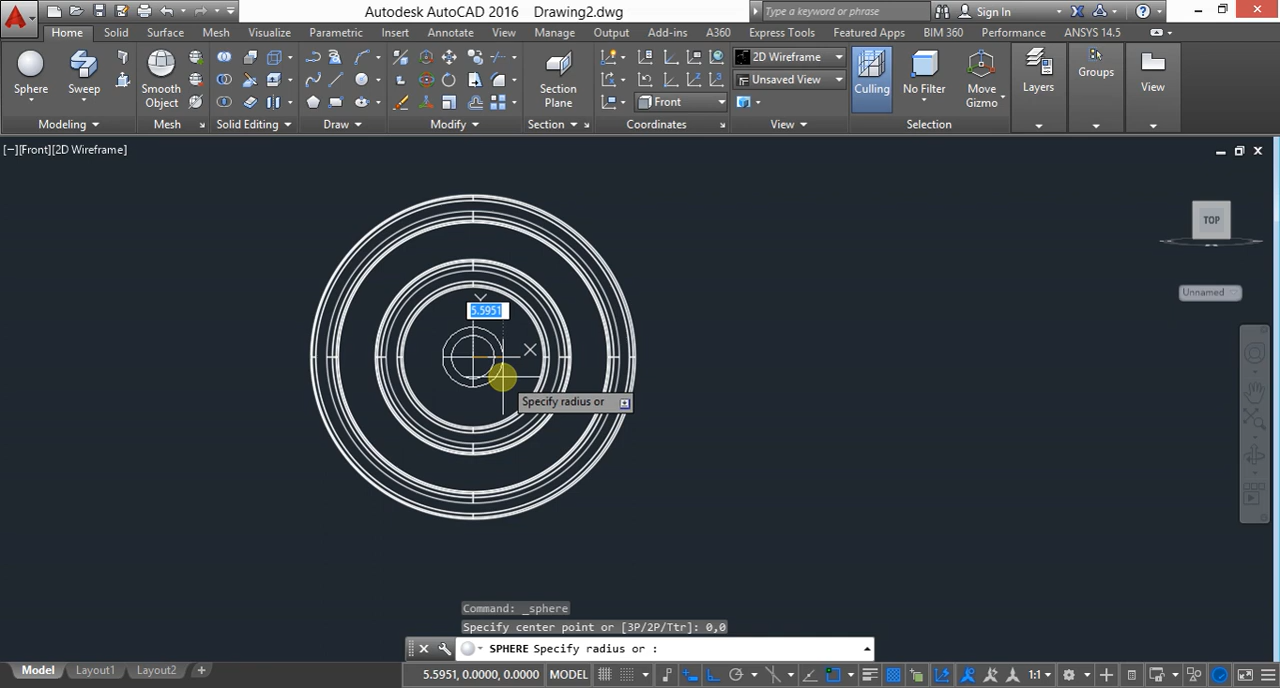 Autodesk AutoCAD 2016 Drawing2.dwg
Type a keyword or phrase
Sign In
Home Solid Surface Mesh Visualize Parametric Insert Annotate View Manage Output Add-ins A360 Express Tools Featured Apps BIM 360 Performance ANSYS 14.5
Sphere
Sweep
Smooth
Object
Section
Plane
Front
2D Wireframe
Unsaved View
Culling
No Filter
Move
Gizmo
Layers
Groups
View
Modeling
Mesh
Solid Editing
Draw
Modify
Section
Coordinates
View
Selection
[−][Front][2D Wireframe]
TOP
Unnamed
5.5951
Specify radius or
Command: _sphere
Specify center point or [3P/2P/Ttr]: 0,0
SPHERE Specify radius or :
Model Layout1 Layout2 +
5.5951, 0.0000, 0.0000 MODEL 1:1